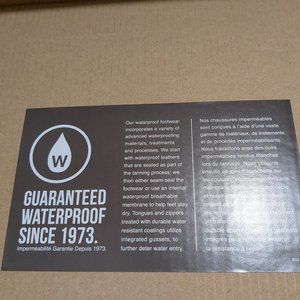 W
GUARANTEED
WATERPROOF
SINCE 1973.
Imperméabilité Garantie Depuis 1973.
Our waterproof footwear
incorporates a variety of
advanced waterproofing
materials, treatments
and processes. We start
with waterproof leathers
that are sealed as part of
the tanning process; we
then either seam-seal the
footwear or use an internal
waterproof breathable
membrane to help feet stay
dry. Tongues and zippers
treated with durable water
resistant coatings utilize
integrated gussets, to
further deter water entry.
Nos chaussures imperméables
sont conçues à l'aide d'une vaste
gamme de matériaux, de traitements
et de procédés imperméabilisants.
Nous travaillons avec des cuirs
imperméables rendus étanches
lors du tannage. Nous utilisons